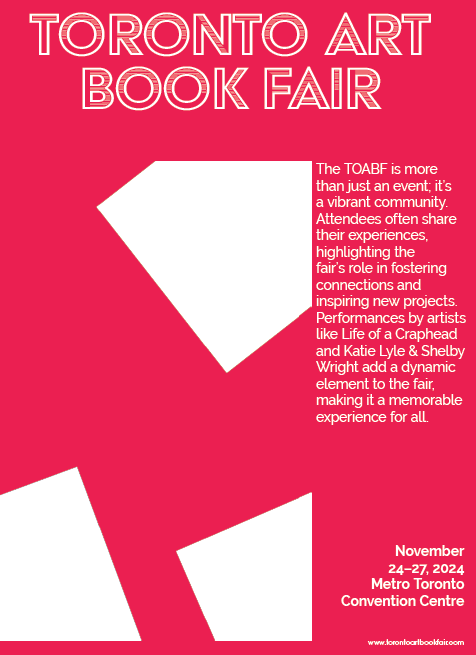 TORONTO ART
BOOK FAIR
The TOABF is more
than just an event; it's
a vibrant community.
Attendees often share
their experiences,
highlighting the
fair's role in fostering
connections and
inspiring new projects.
Performances by artists
like Life of a Craphead
and Katie Lyle & Shelby
Wright add a dynamic
element to the fair,
making it a memorable
experience for all.
November
24–27, 2024
Metro Toronto
Convention Centre
www.torontoartbookfair.com